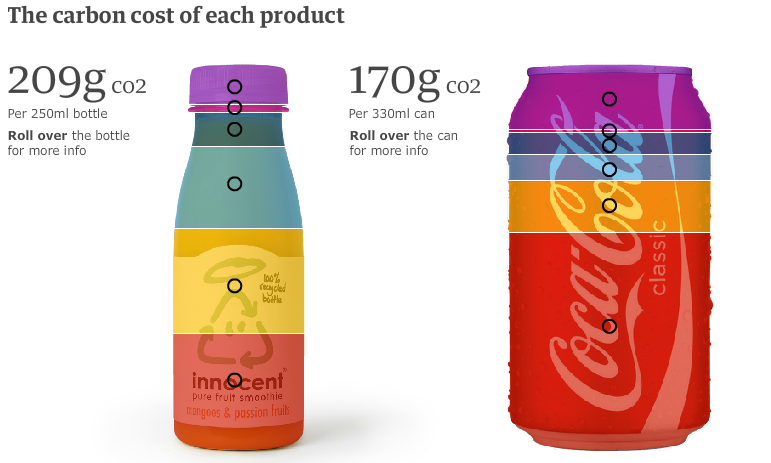 The carbon cost of each product
209g co2
Per 250ml bottle
Roll over the bottle
for more info
170g co2
Per 330ml can
Roll over the can
for more info
100%
recycled
bottle
innocent
pure fruit smoothie
mangoes & passion fruits
Coca-Cola
classic